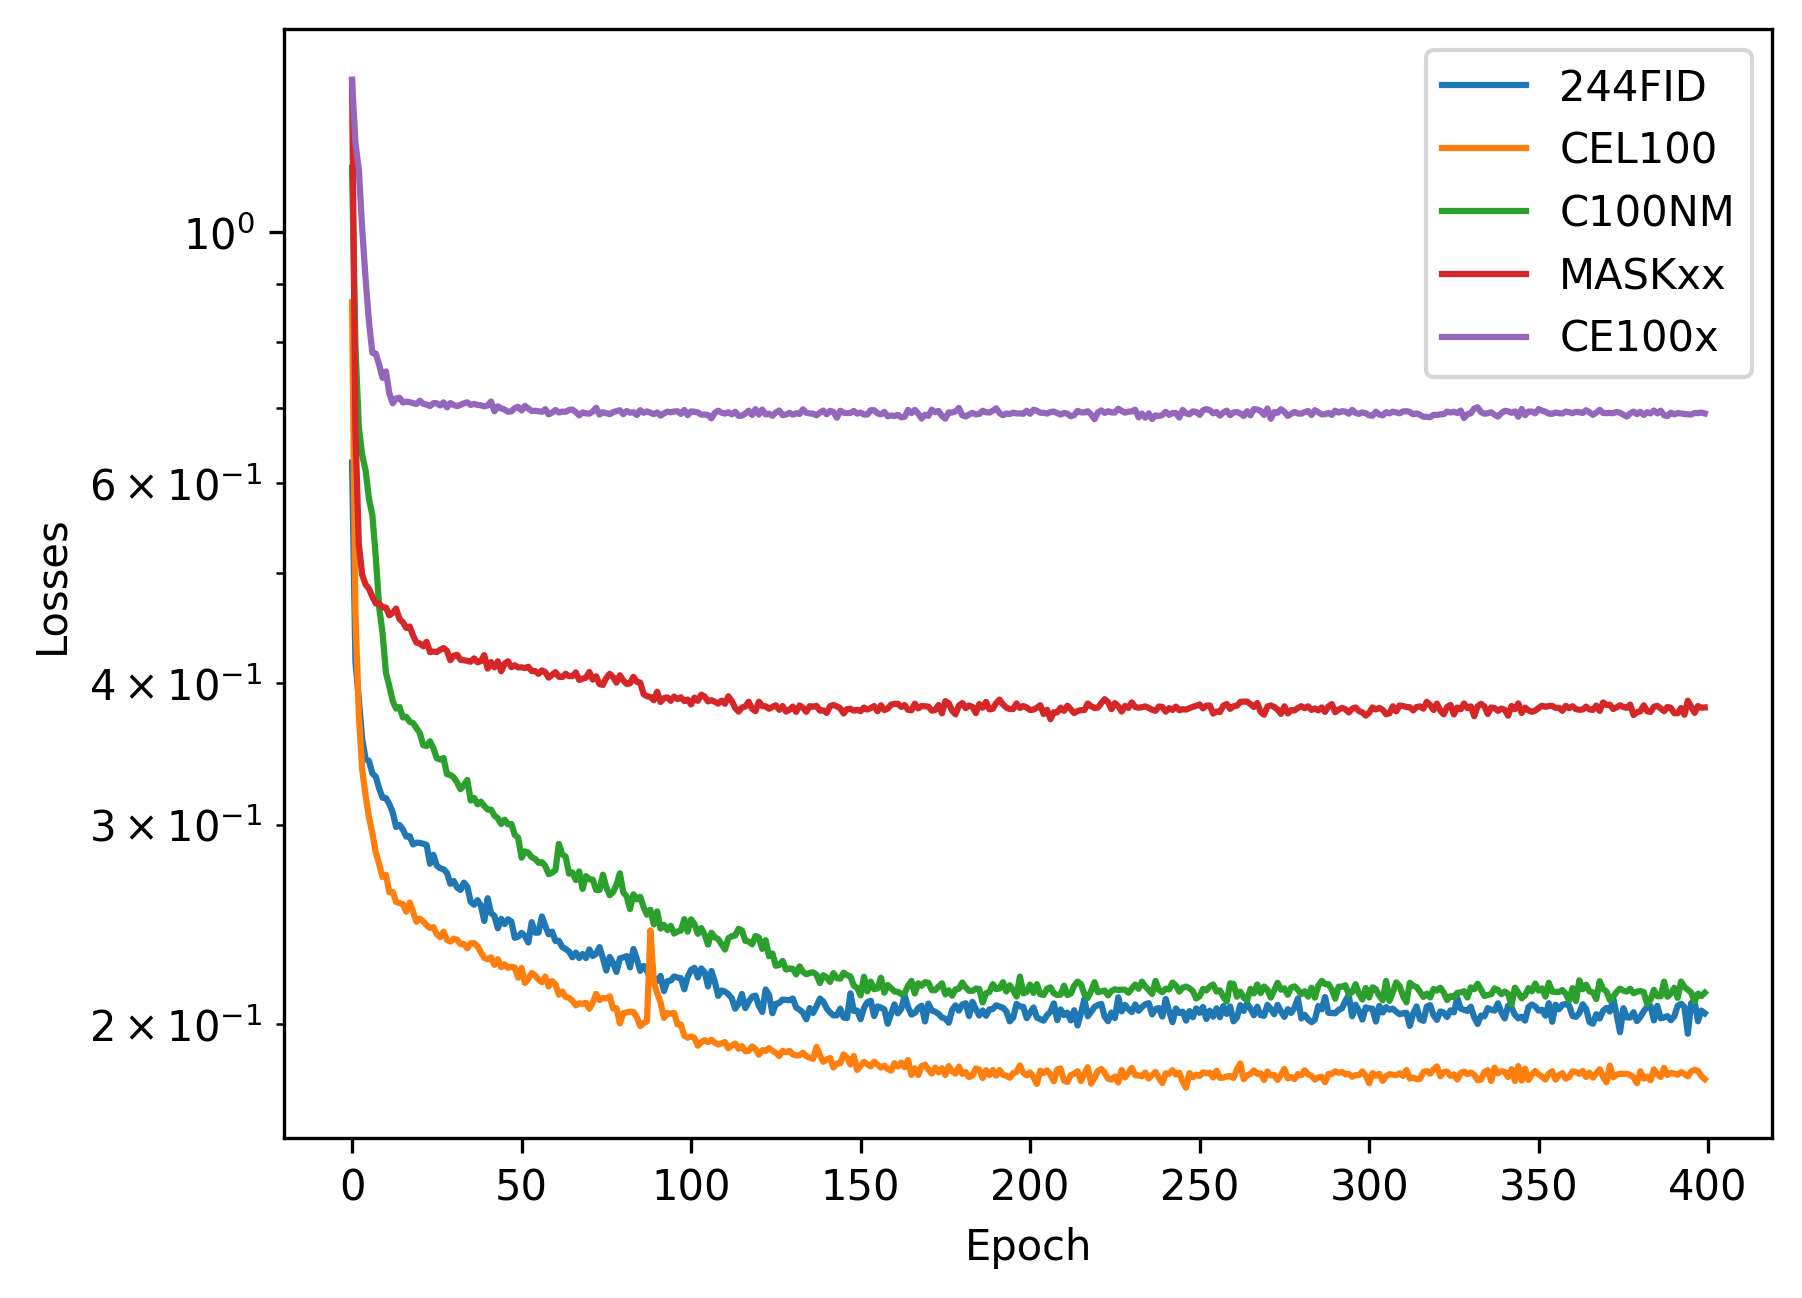 244FID
CEL100
C100NM
MASKxx
CE100x
10⁰
6 × 10⁻¹
4 × 10⁻¹
3 × 10⁻¹
2 × 10⁻¹
Losses
0 50 100 150 200 250 300 350 400
Epoch